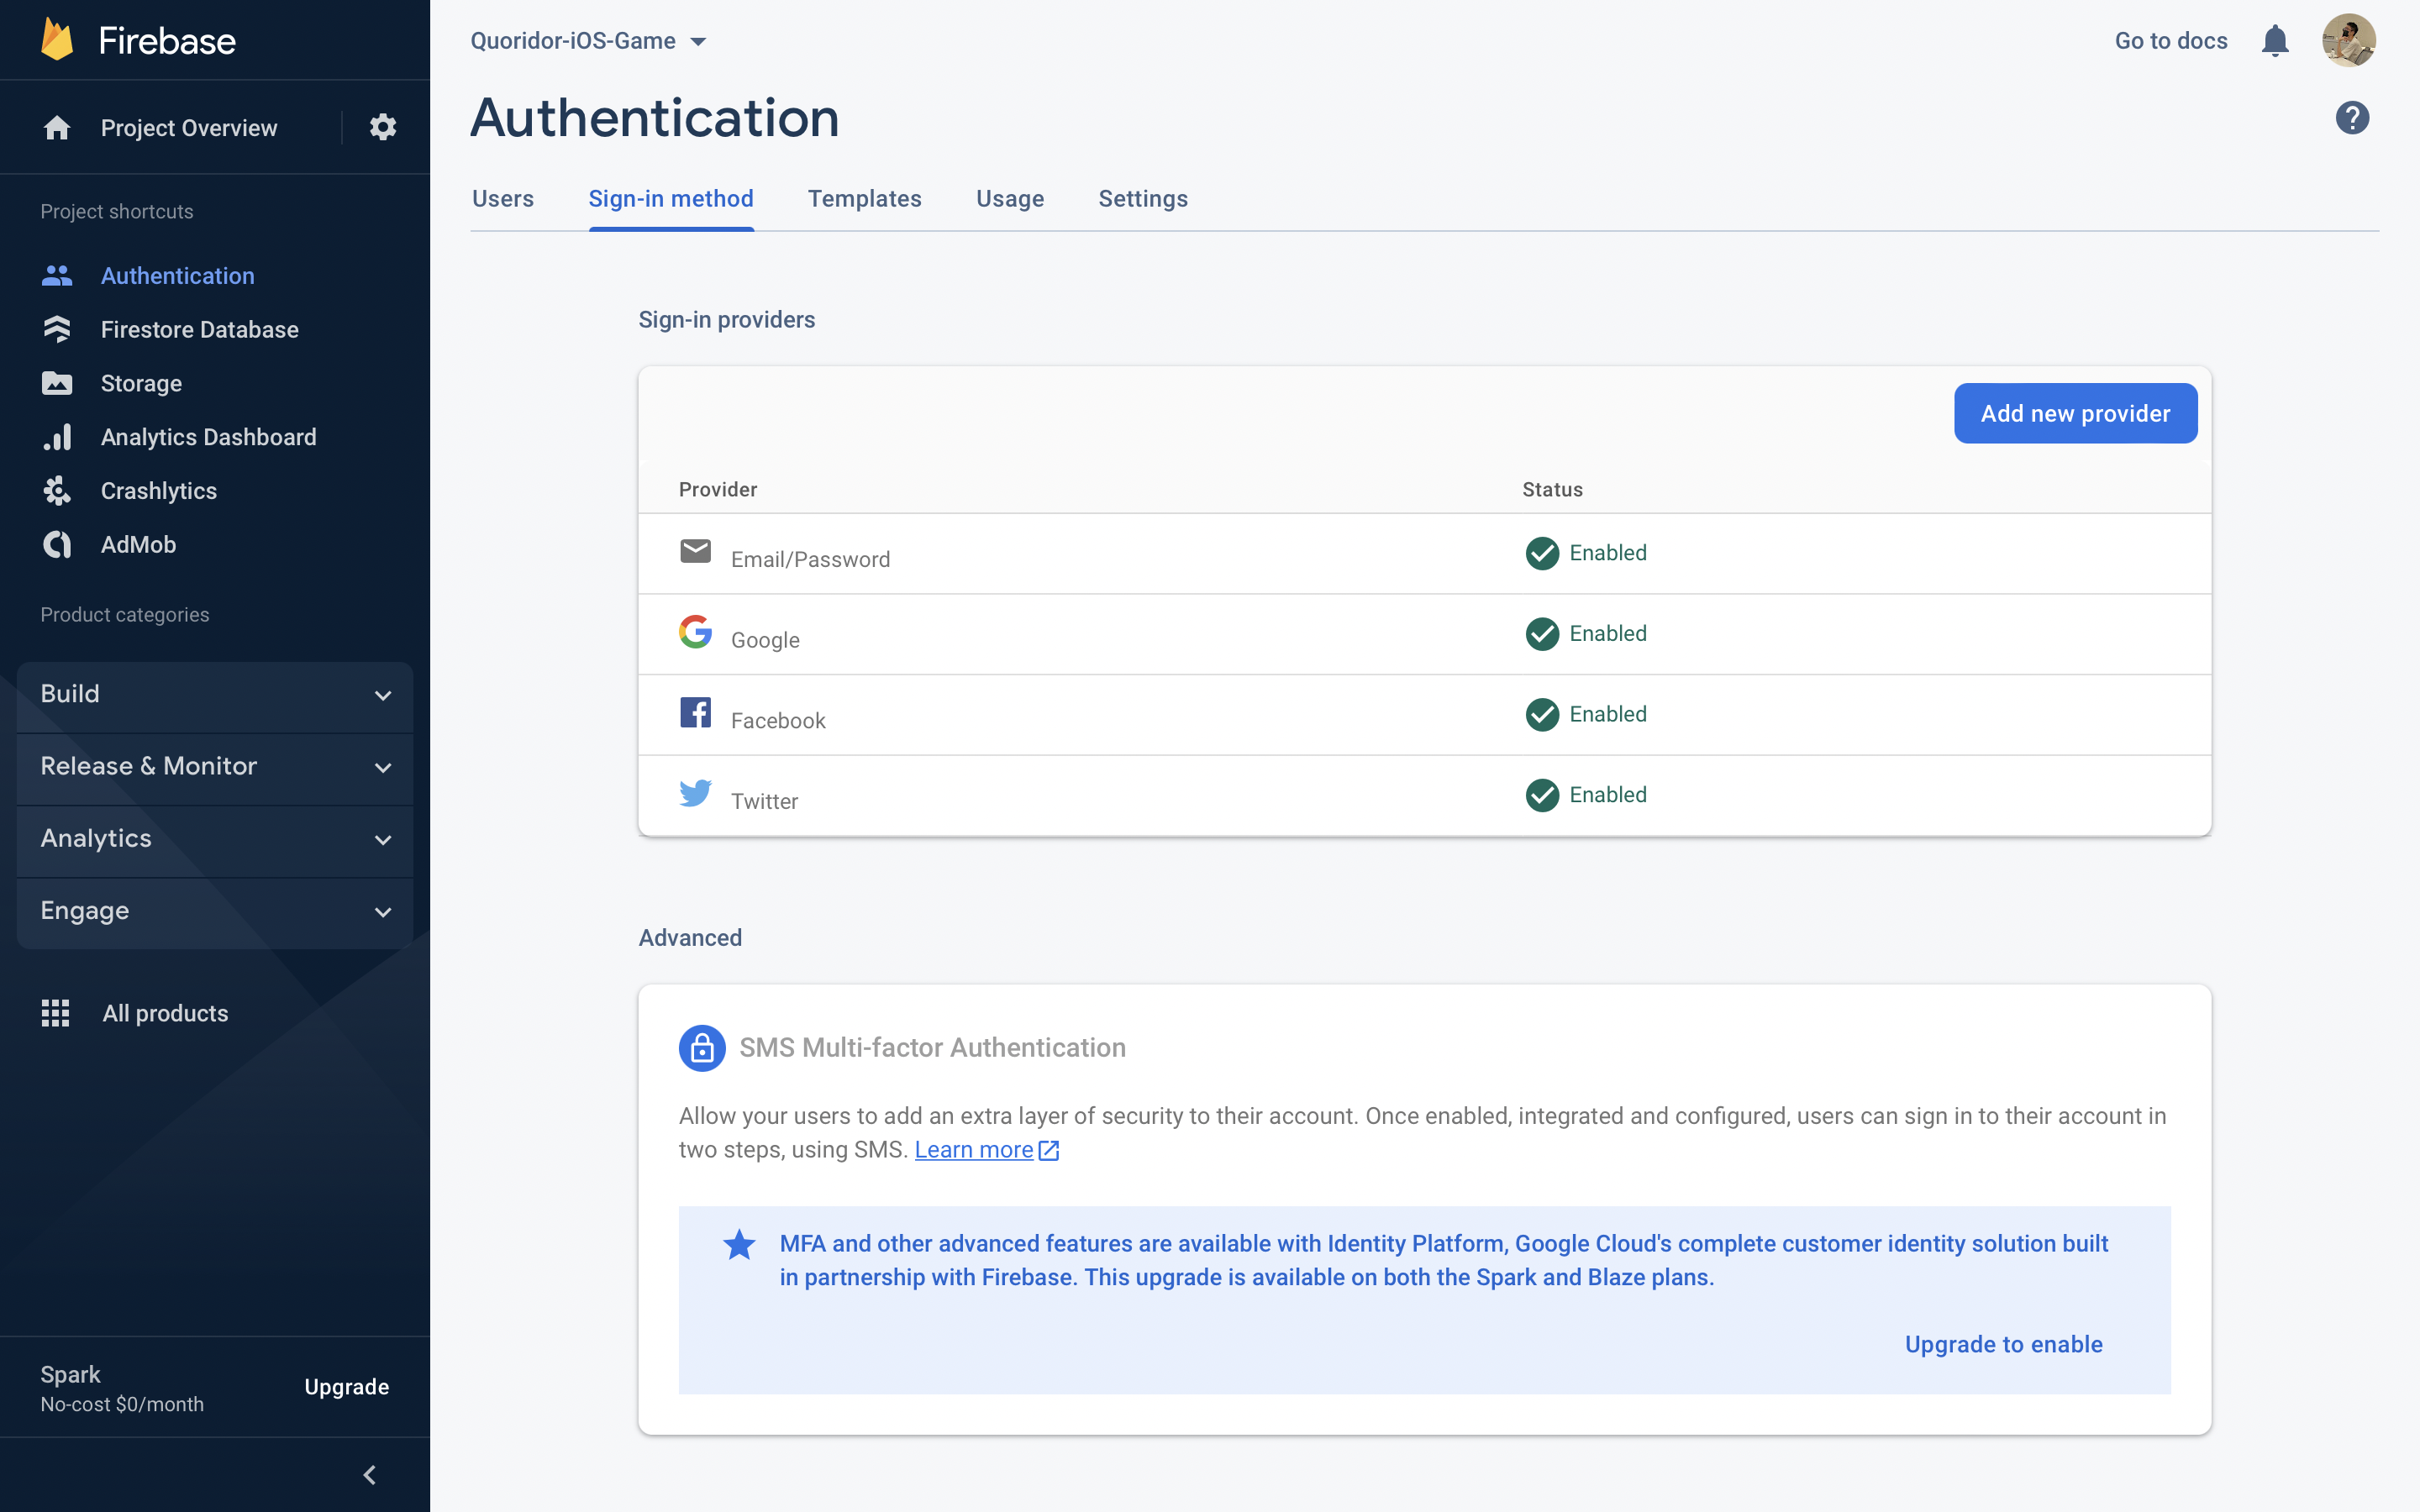 Firebase
Project Overview
Project shortcuts
Authentication
Firestore Database
Storage
Analytics Dashboard
Crashlytics
AdMob
Product categories
Build
Release & Monitor
Analytics
Engage
All products
Spark
No-cost $0/month
Upgrade
Quoridor-iOS-Game
Go to docs
Authentication
?
Users
Sign-in method
Templates
Usage
Settings
Sign-in providers
Add new provider
Provider
Status
Email/Password
Enabled
Google
Enabled
Facebook
Enabled
Twitter
Enabled
Advanced
SMS Multi-factor Authentication
Allow your users to add an extra layer of security to their account. Once enabled, integrated and configured, users can sign in to their account in
two steps, using SMS. Learn more
MFA and other advanced features are available with Identity Platform, Google Cloud's complete customer identity solution built
in partnership with Firebase. This upgrade is available on both the Spark and Blaze plans.
Upgrade to enable